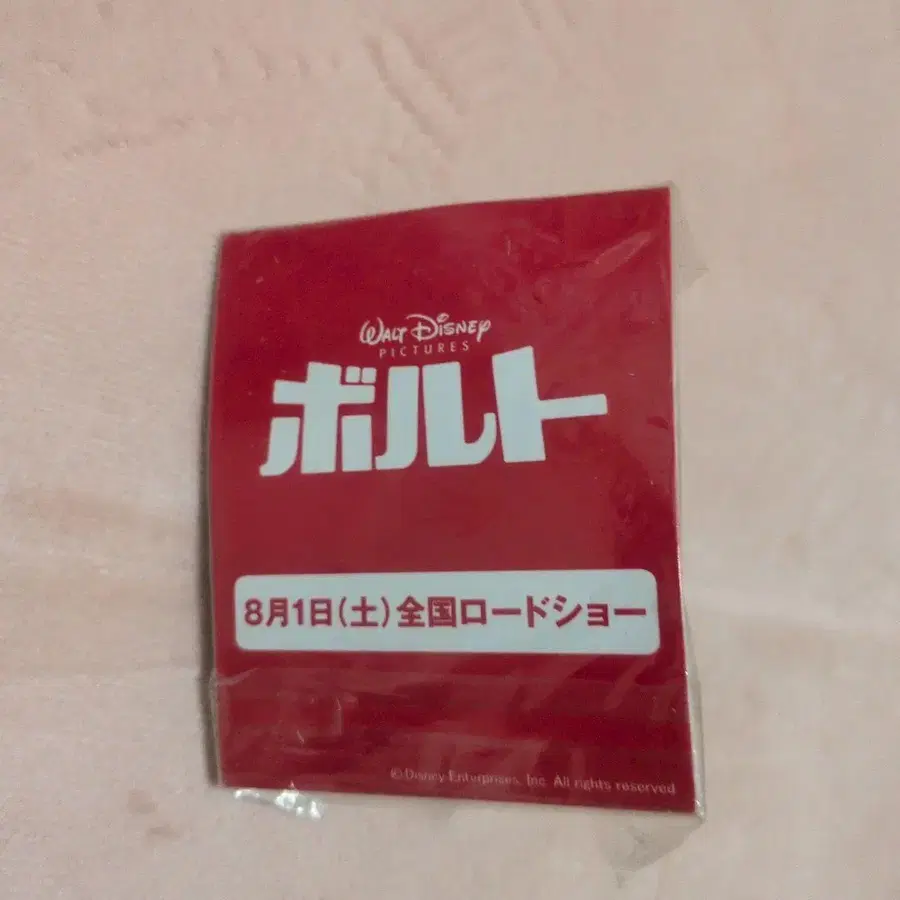 WALT DISNEY
PICTURES
ボルト
8月1日(土)全国ロードショー
©Disney Enterprises, Inc. All rights reserved